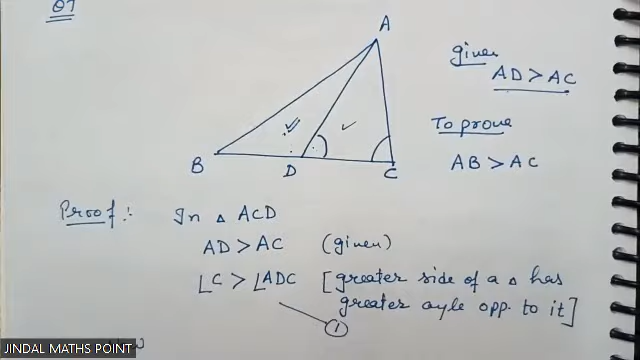 Q7
A
given
AD > AC
To prove
AB > AC
B D C
Proof :- In △ ACD
AD > AC (given)
∠C > ∠ADC [greater side of a △ has
greater angle opp. to it]
①
JINDAL MATHS POINT